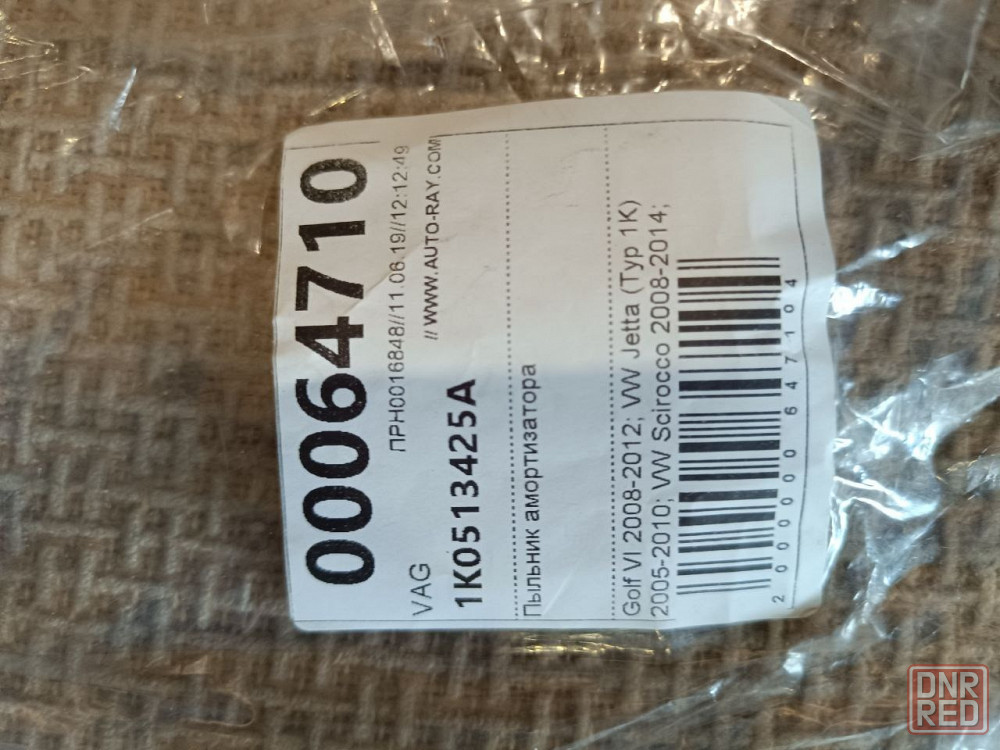 00064710
ПРН0016848//11.06.19//12:12:49
VAG
// WWW.AUTO-RAY.COM
1K0513425A
Пыльник амортизатора
Golf VI 2008-2012; VW Jetta (Typ 1K)
2005-2010; VW Scirocco 2008-2014;
2000000647104
DNR
RED